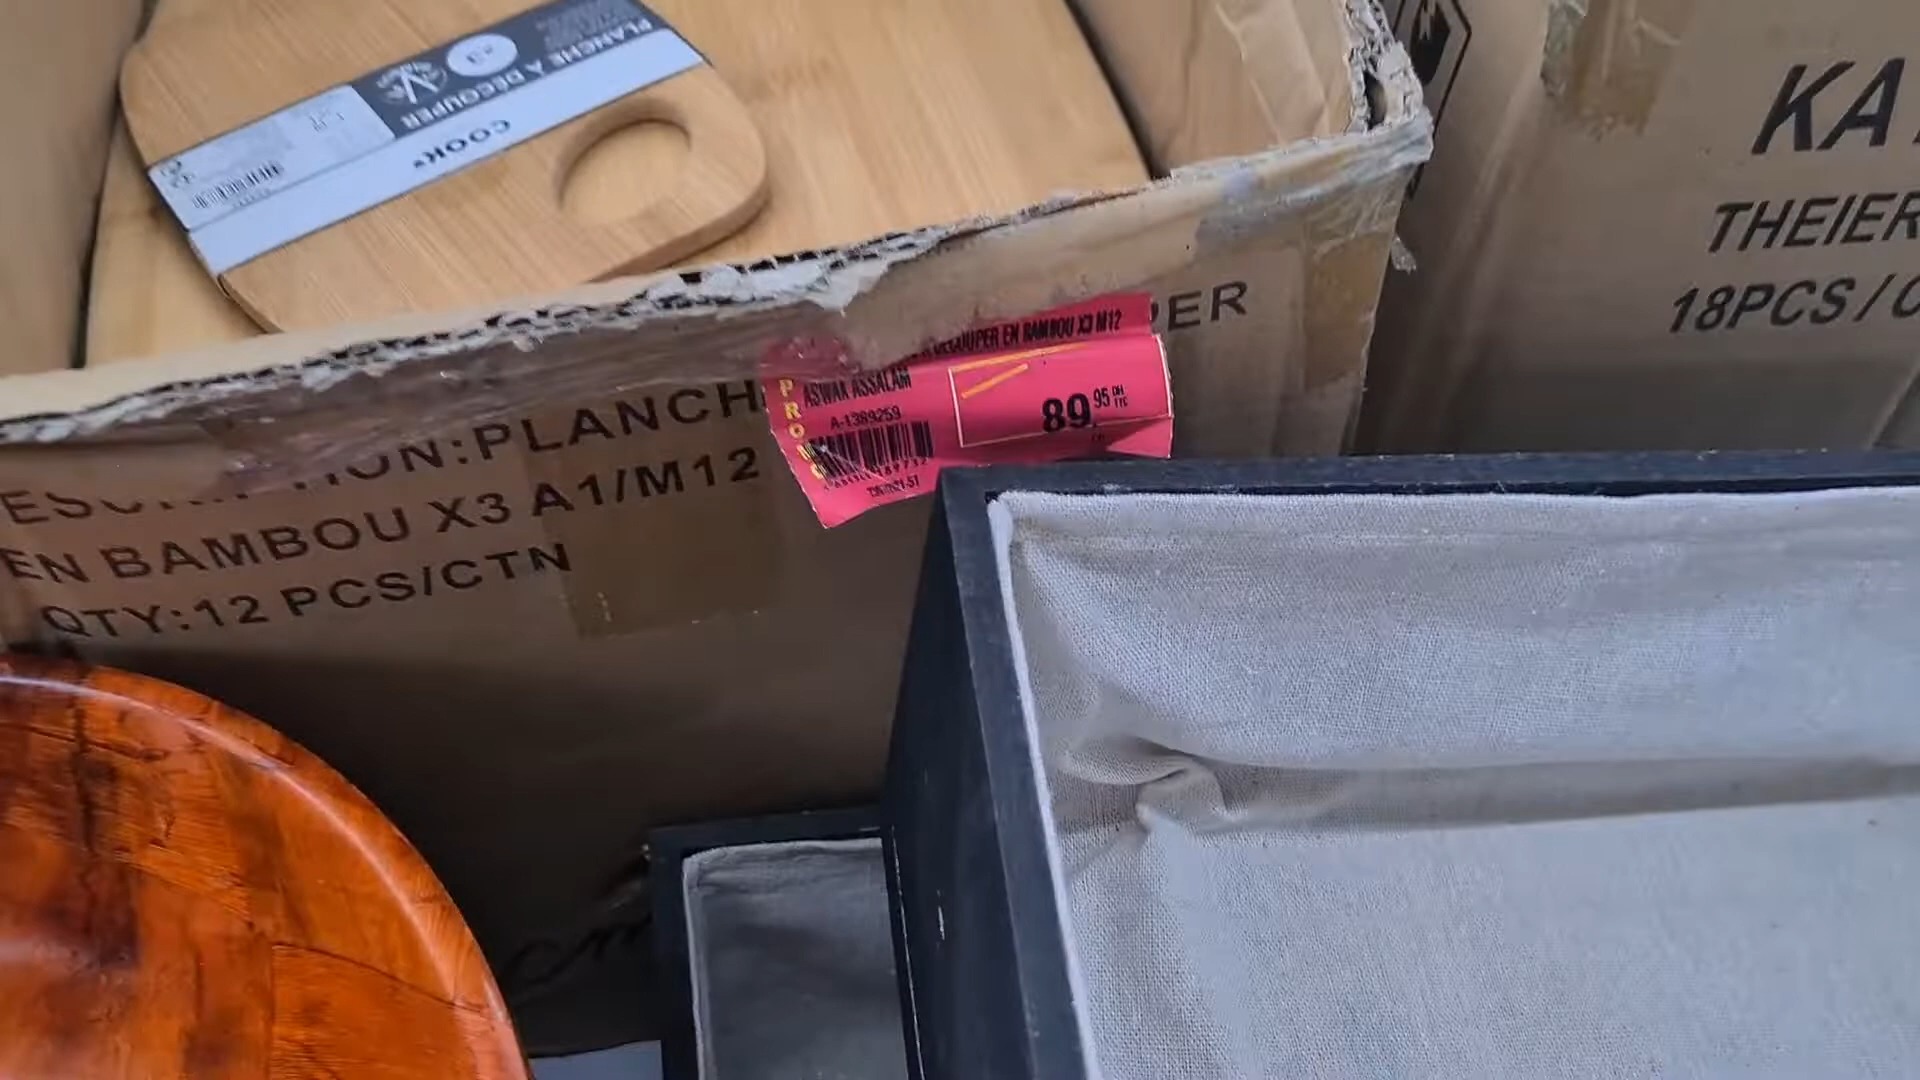 PLANCHE À DÉCOUPER
x3
COOK
KA
THEIER
18PCS/C
DECOUPER EN BAMBOU X3 M12
PROMO
ASWAK ASSALAM
A-1389259
89.95 DH TTC
ION:PLANCH
PER
EN BAMBOU X3 A1/M12
QTY:12 PCS/CTN